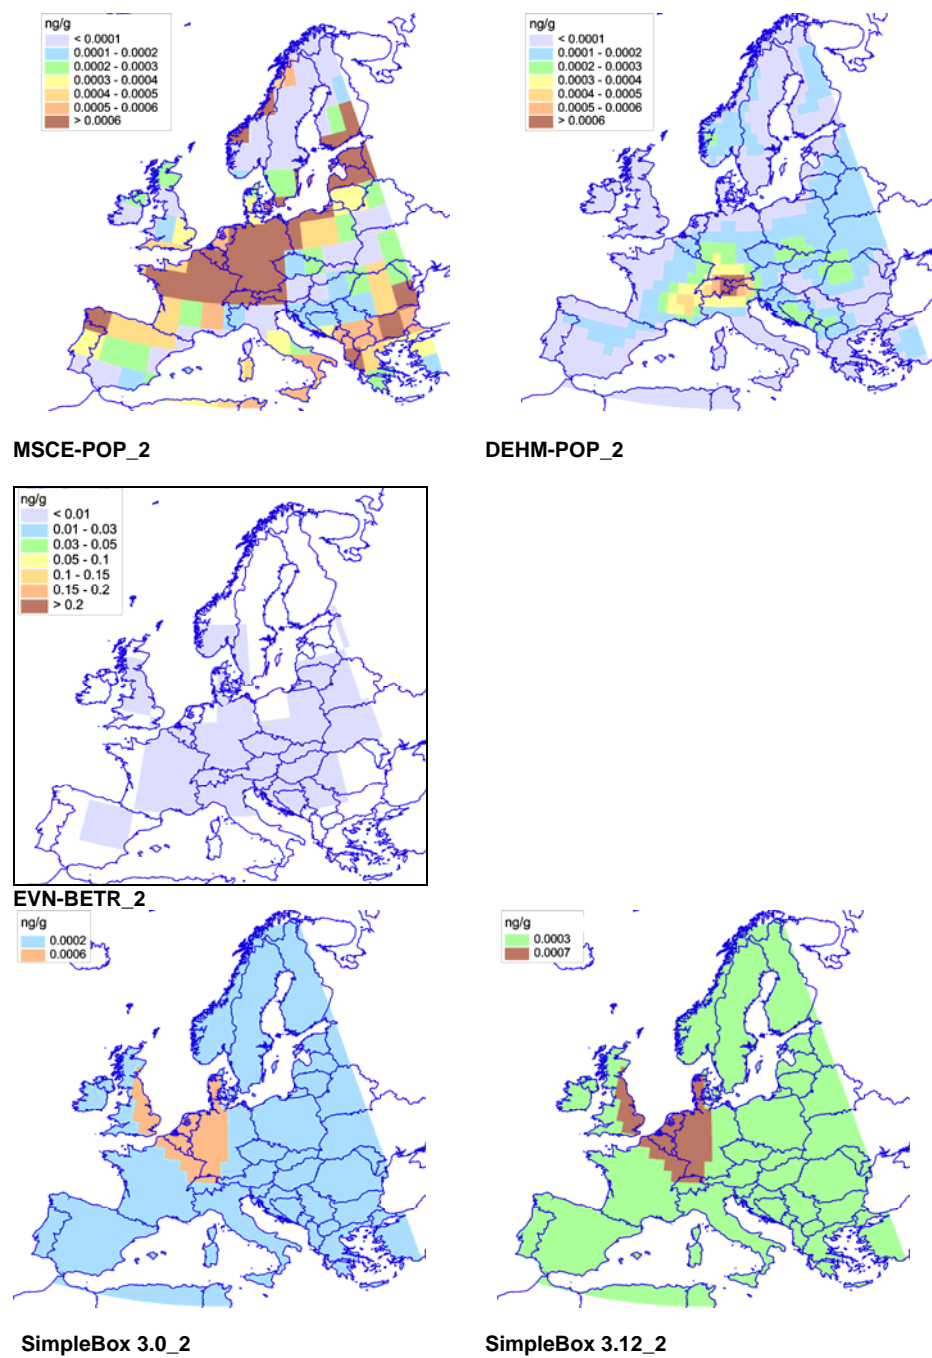 ng/g
< 0.0001
0.0001 - 0.0002
0.0002 - 0.0003
0.0003 - 0.0004
0.0004 - 0.0005
0.0005 - 0.0006
> 0.0006
MSCE-POP_2
ng/g
< 0.0001
0.0001 - 0.0002
0.0002 - 0.0003
0.0003 - 0.0004
0.0004 - 0.0005
0.0005 - 0.0006
> 0.0006
DEHM-POP_2
ng/g
< 0.01
0.01 - 0.03
0.03 - 0.05
0.05 - 0.1
0.1 - 0.15
0.15 - 0.2
> 0.2
EVN-BETR_2
ng/g
0.0002
0.0006
SimpleBox 3.0_2
ng/g
0.0003
0.0007
SimpleBox 3.12_2